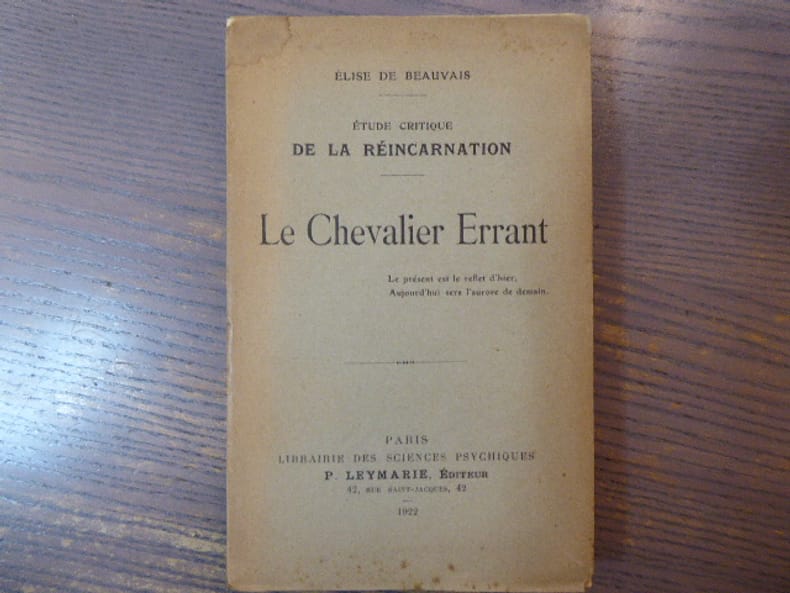 ÉLISE DE BEAUVAIS
ÉTUDE CRITIQUE
DE LA RÉINCARNATION
Le Chevalier Errant
Le présent est le reflet d'hier,
Aujourd'hui sera l'aurore de demain.
PARIS
LIBRAIRIE DES SCIENCES PSYCHIQUES
P. LEYMARIE, ÉDITEUR
42, RUE SAINT-JACQUES, 42
1922